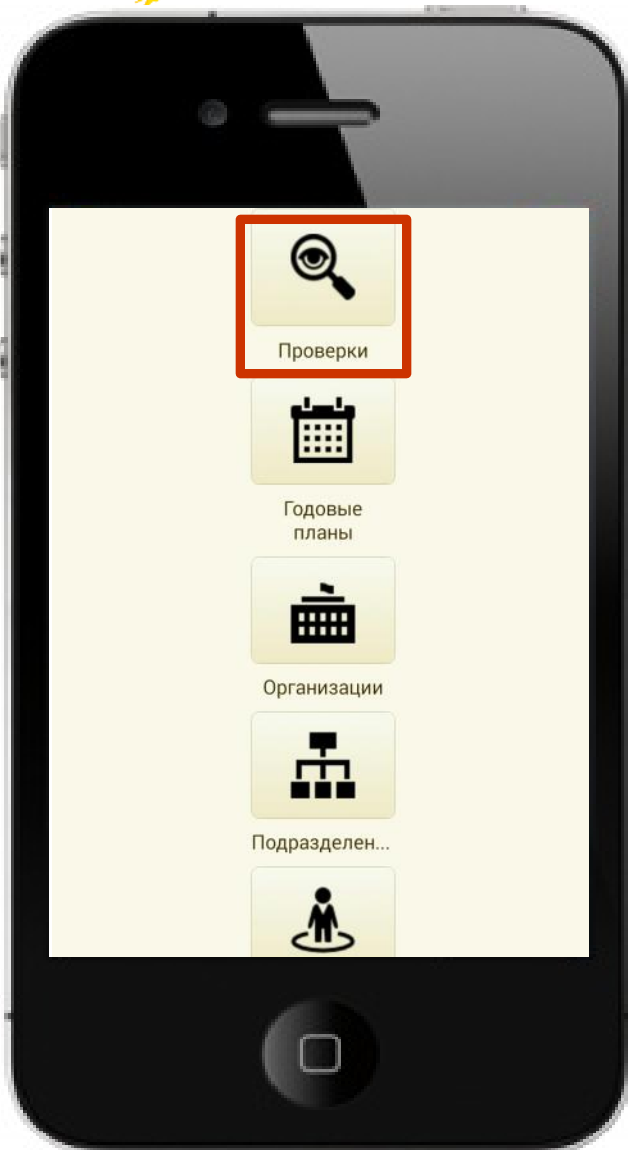 Проверки
Годовые
планы
Организации
Подразделен...